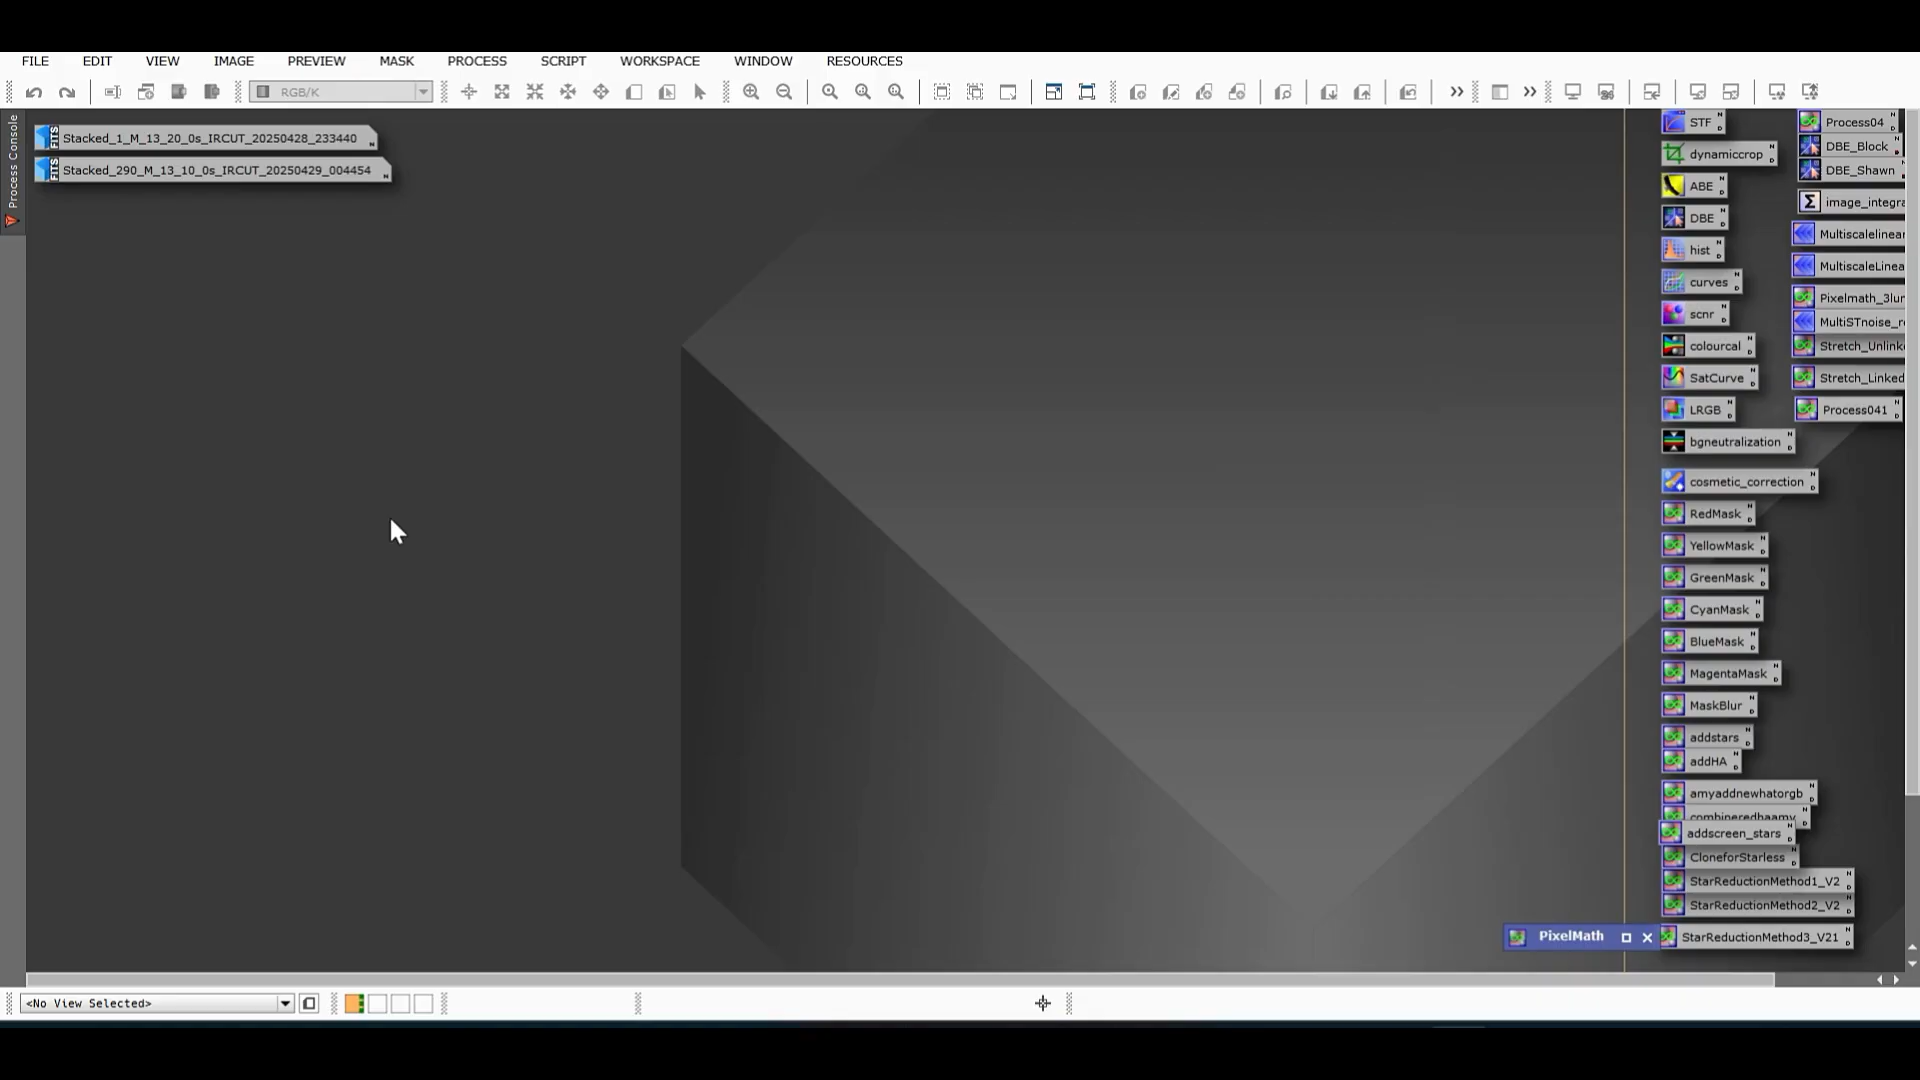 FILE EDIT VIEW IMAGE PREVIEW MASK PROCESS SCRIPT WORKSPACE WINDOW RESOURCES
RGB/K
Process Console
Stacked_1_M_13_20_0s_IRCUT_20250428_233440
Stacked_290_M_13_10_0s_IRCUT_20250429_004454
STF
dynamiccrop
ABE
DBE
hist
curves
scnr
colourcal
SatCurve
LRGB
bgneutralization
cosmetic_correction
RedMask
YellowMask
GreenMask
CyanMask
BlueMask
MagentaMask
MaskBlur
addstars
addHA
amyaddnewhatorgb
combineredhaamy
addscreen_stars
CloneforStarless
StarReductionMethod1_V2
StarReductionMethod2_V2
StarReductionMethod3_V21
Process04
DBE_Block
DBE_Shawn
image_integra
Multiscalelinear
MultiscaleLinea
Pixelmath_3lur
MultiSTnoise_r
Stretch_Unlink
Stretch_Linked
Process041
PixelMath
<No View Selected>